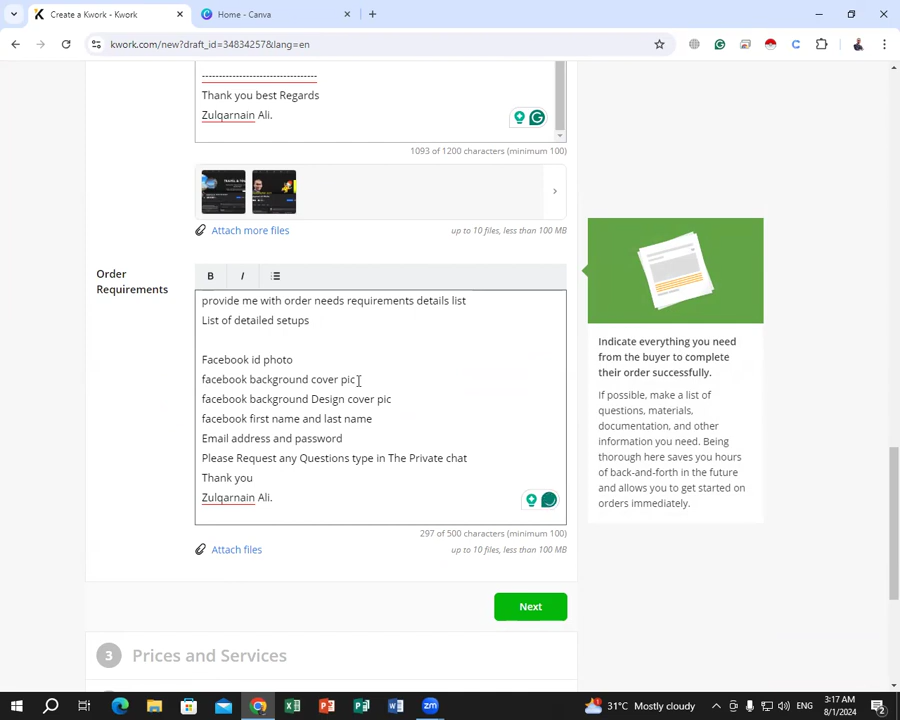 Create a Kwork - Kwork
Home - Canva
kwork.com/new?draft_id=34834257&lang=en
--------------------------------
Thank you best Regards
Zulqarnain Ali.
1093 of 1200 characters (minimum 100)
Attach more files
up to 10 files, less than 100 MB
Order
Requirements
B I
provide me with order needs requirements details list
List of detailed setups
Facebook id photo
facebook background cover pic
facebook background Design cover pic
facebook first name and last name
Email address and password
Please Request any Questions type in The Private chat
Thank you
Zulqarnain Ali.
297 of 500 characters (minimum 100)
Attach files
up to 10 files, less than 100 MB
Next
3 Prices and Services
Indicate everything you need
from the buyer to complete
their order successfully.
If possible, make a list of
questions, materials,
documentation, and other
information you need. Being
thorough here saves you hours
of back-and-forth in the future
and allows you to get started on
orders immediately.
31°C Mostly cloudy
ENG
3:17 AM
8/1/2024
2